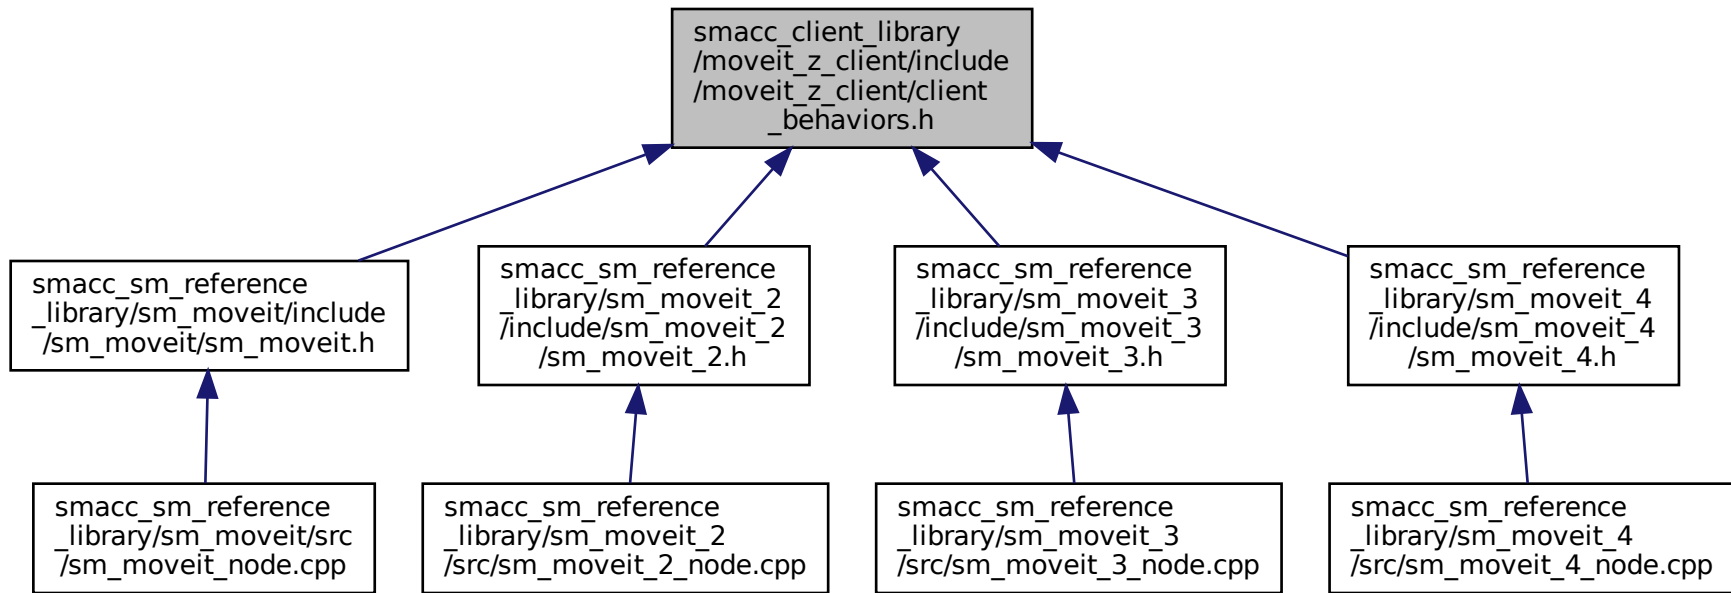 smacc_client_library
/moveit_z_client/include
/moveit_z_client/client
_behaviors.h
smacc_sm_reference
_library/sm_moveit/include
/sm_moveit/sm_moveit.h
smacc_sm_reference
_library/sm_moveit_2
/include/sm_moveit_2
/sm_moveit_2.h
smacc_sm_reference
_library/sm_moveit_3
/include/sm_moveit_3
/sm_moveit_3.h
smacc_sm_reference
_library/sm_moveit_4
/include/sm_moveit_4
/sm_moveit_4.h
smacc_sm_reference
_library/sm_moveit/src
/sm_moveit_node.cpp
smacc_sm_reference
_library/sm_moveit_2
/src/sm_moveit_2_node.cpp
smacc_sm_reference
_library/sm_moveit_3
/src/sm_moveit_3_node.cpp
smacc_sm_reference
_library/sm_moveit_4
/src/sm_moveit_4_node.cpp